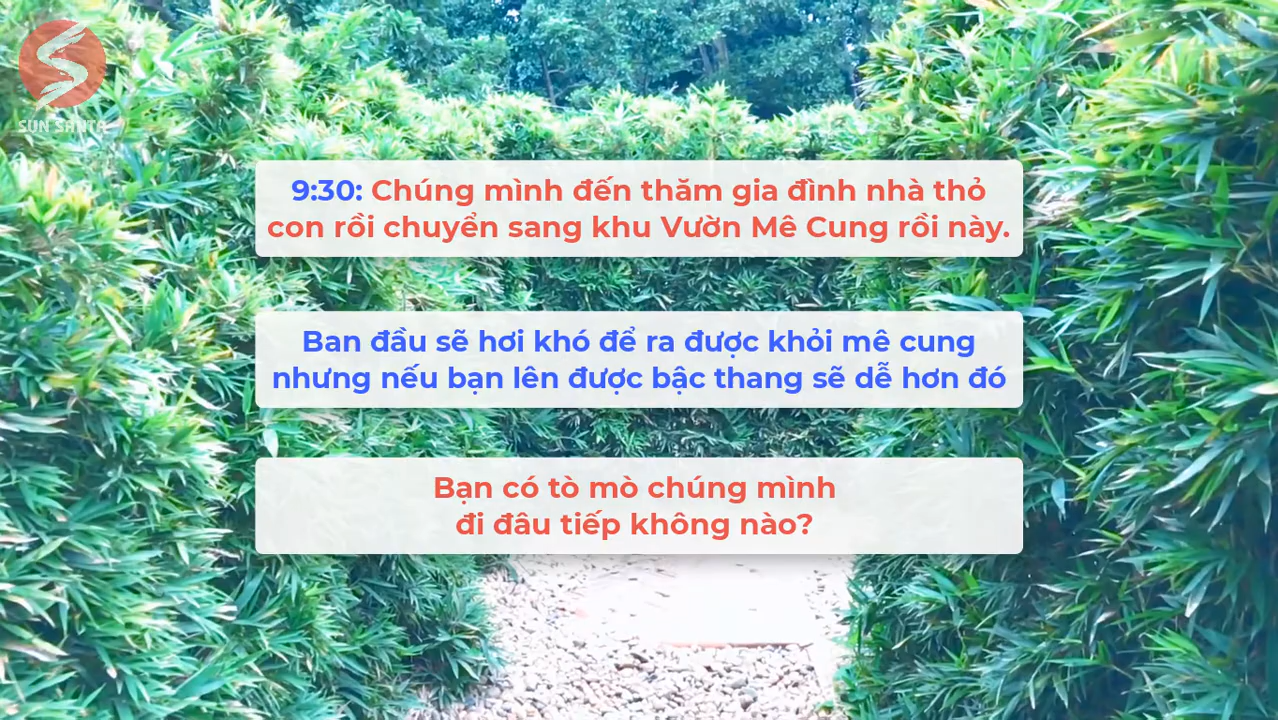 SUN SANTA
9:30: Chúng mình đến thăm gia đình nhà thỏ
con rồi chuyển sang khu Vườn Mê Cung rồi này.
Ban đầu sẽ hơi khó để ra được khỏi mê cung
nhưng nếu bạn lên được bậc thang sẽ dễ hơn đó
Bạn có tò mò chúng mình
đi đâu tiếp không nào?